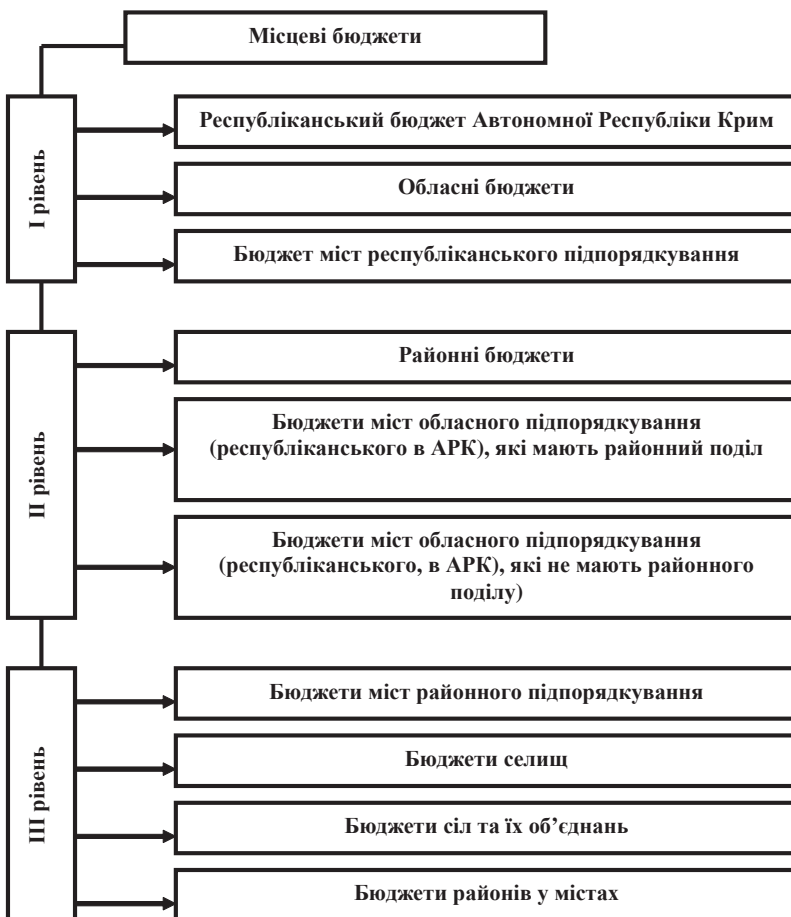 Місцеві бюджети
І рівень
Республіканський бюджет Автономної Республіки Крим
Обласні бюджети
Бюджет міст республіканського підпорядкування
ІІ рівень
Районні бюджети
Бюджети міст обласного підпорядкування
(республіканського в АРК), які мають районний поділ
Бюджети міст обласного підпорядкування
(республіканського, в АРК), які не мають районного
поділу)
ІІІ рівень
Бюджети міст районного підпорядкування
Бюджети селищ
Бюджети сіл та їх об’єднань
Бюджети районів у містах